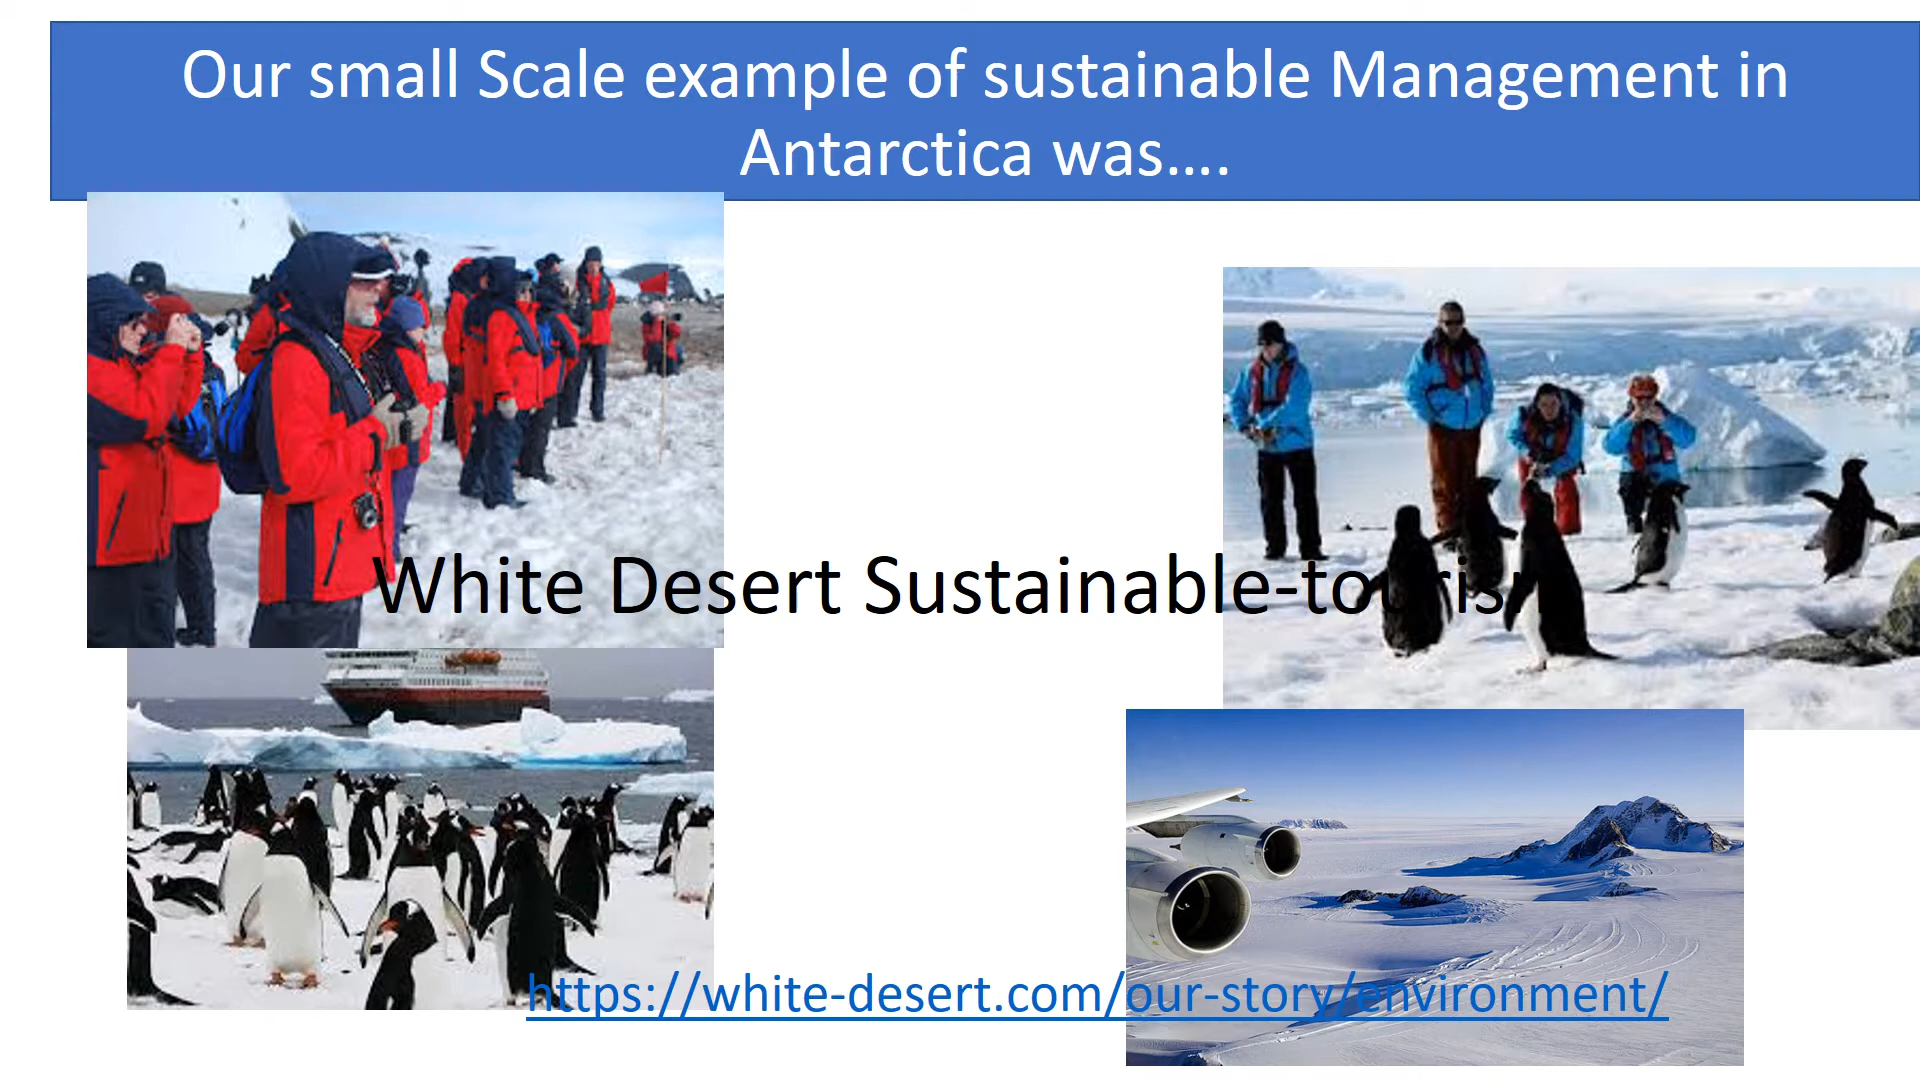 Our small Scale example of sustainable Management in
Antarctica was….
White Desert Sustainable-tourism
https://white-desert.com/our-story/environment/